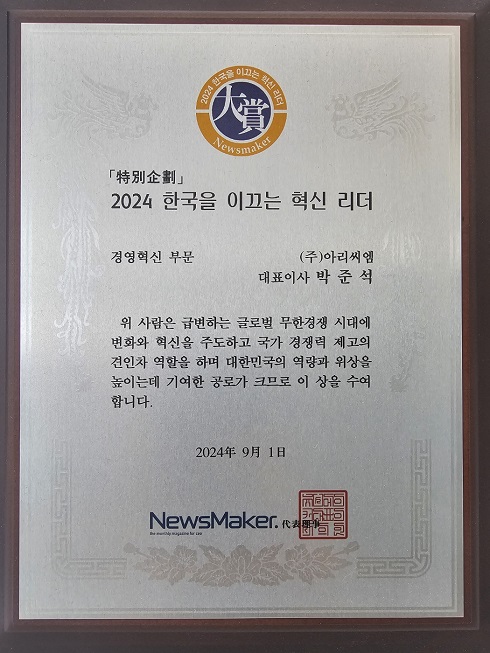 2024 한국을 이끄는 혁신 리더
大賞
Newsmaker
「特別企劃」
2024 한국을 이끄는 혁신 리더
경영혁신 부문
(주)아리씨엠
대표이사 박 준 석
위 사람은 급변하는 글로벌 무한경쟁 시대에
변화와 혁신을 주도하고 국가 경쟁력 제고의
견인차 역할을 하며 대한민국의 역량과 위상을
높이는데 기여한 공로가 크므로 이 상을 수여
합니다.
2024年 9月 1日
NewsMaker. 代表理事
the monthly magazine for ceo